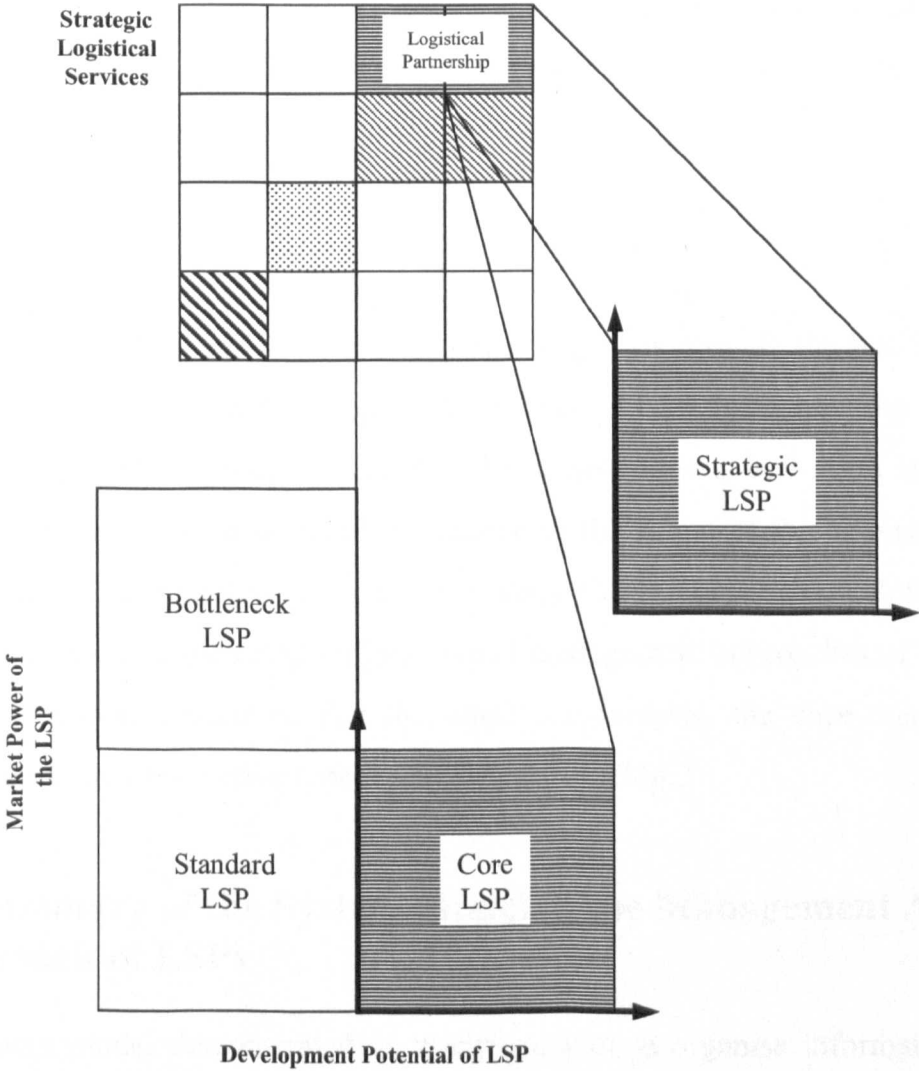 Strategic
Logistical
Services
Logistical
Partnership
Strategic
LSP
Bottleneck
LSP
Market Power of
the LSP
Standard
LSP
Core
LSP
Development Potential of LSP